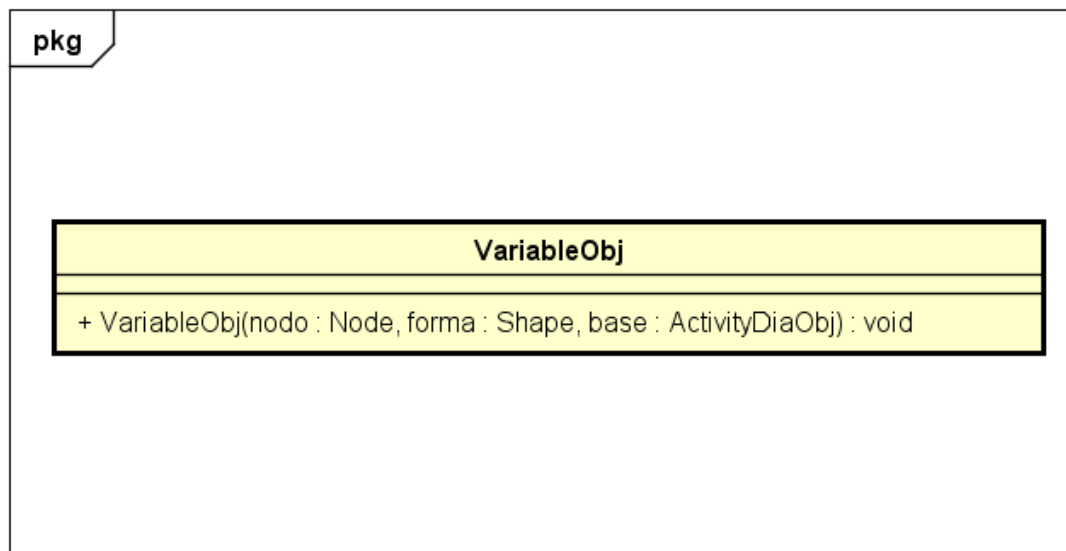 pkg
VariableObj
+ VariableObj(nodo : Node, forma : Shape, base : ActivityDiaObj) : void